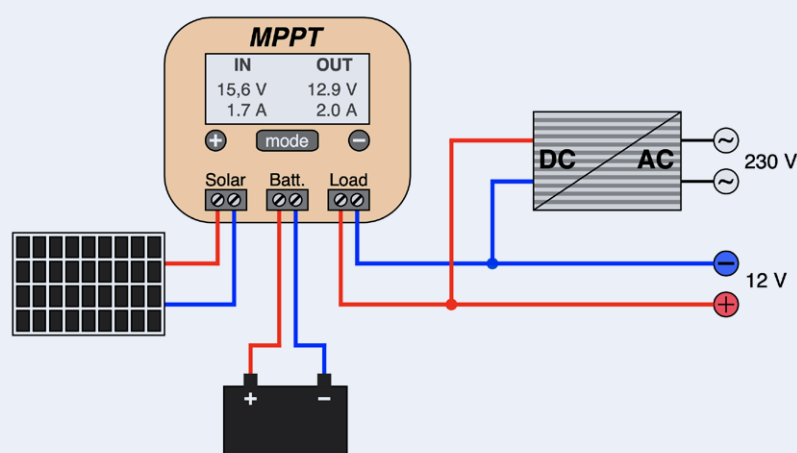 MPPT
IN OUT
15,6 V 12.9 V
1.7 A 2.0 A
+ mode −
Solar Batt. Load
DC AC
~
~
230 V
−
12 V
+
+ −